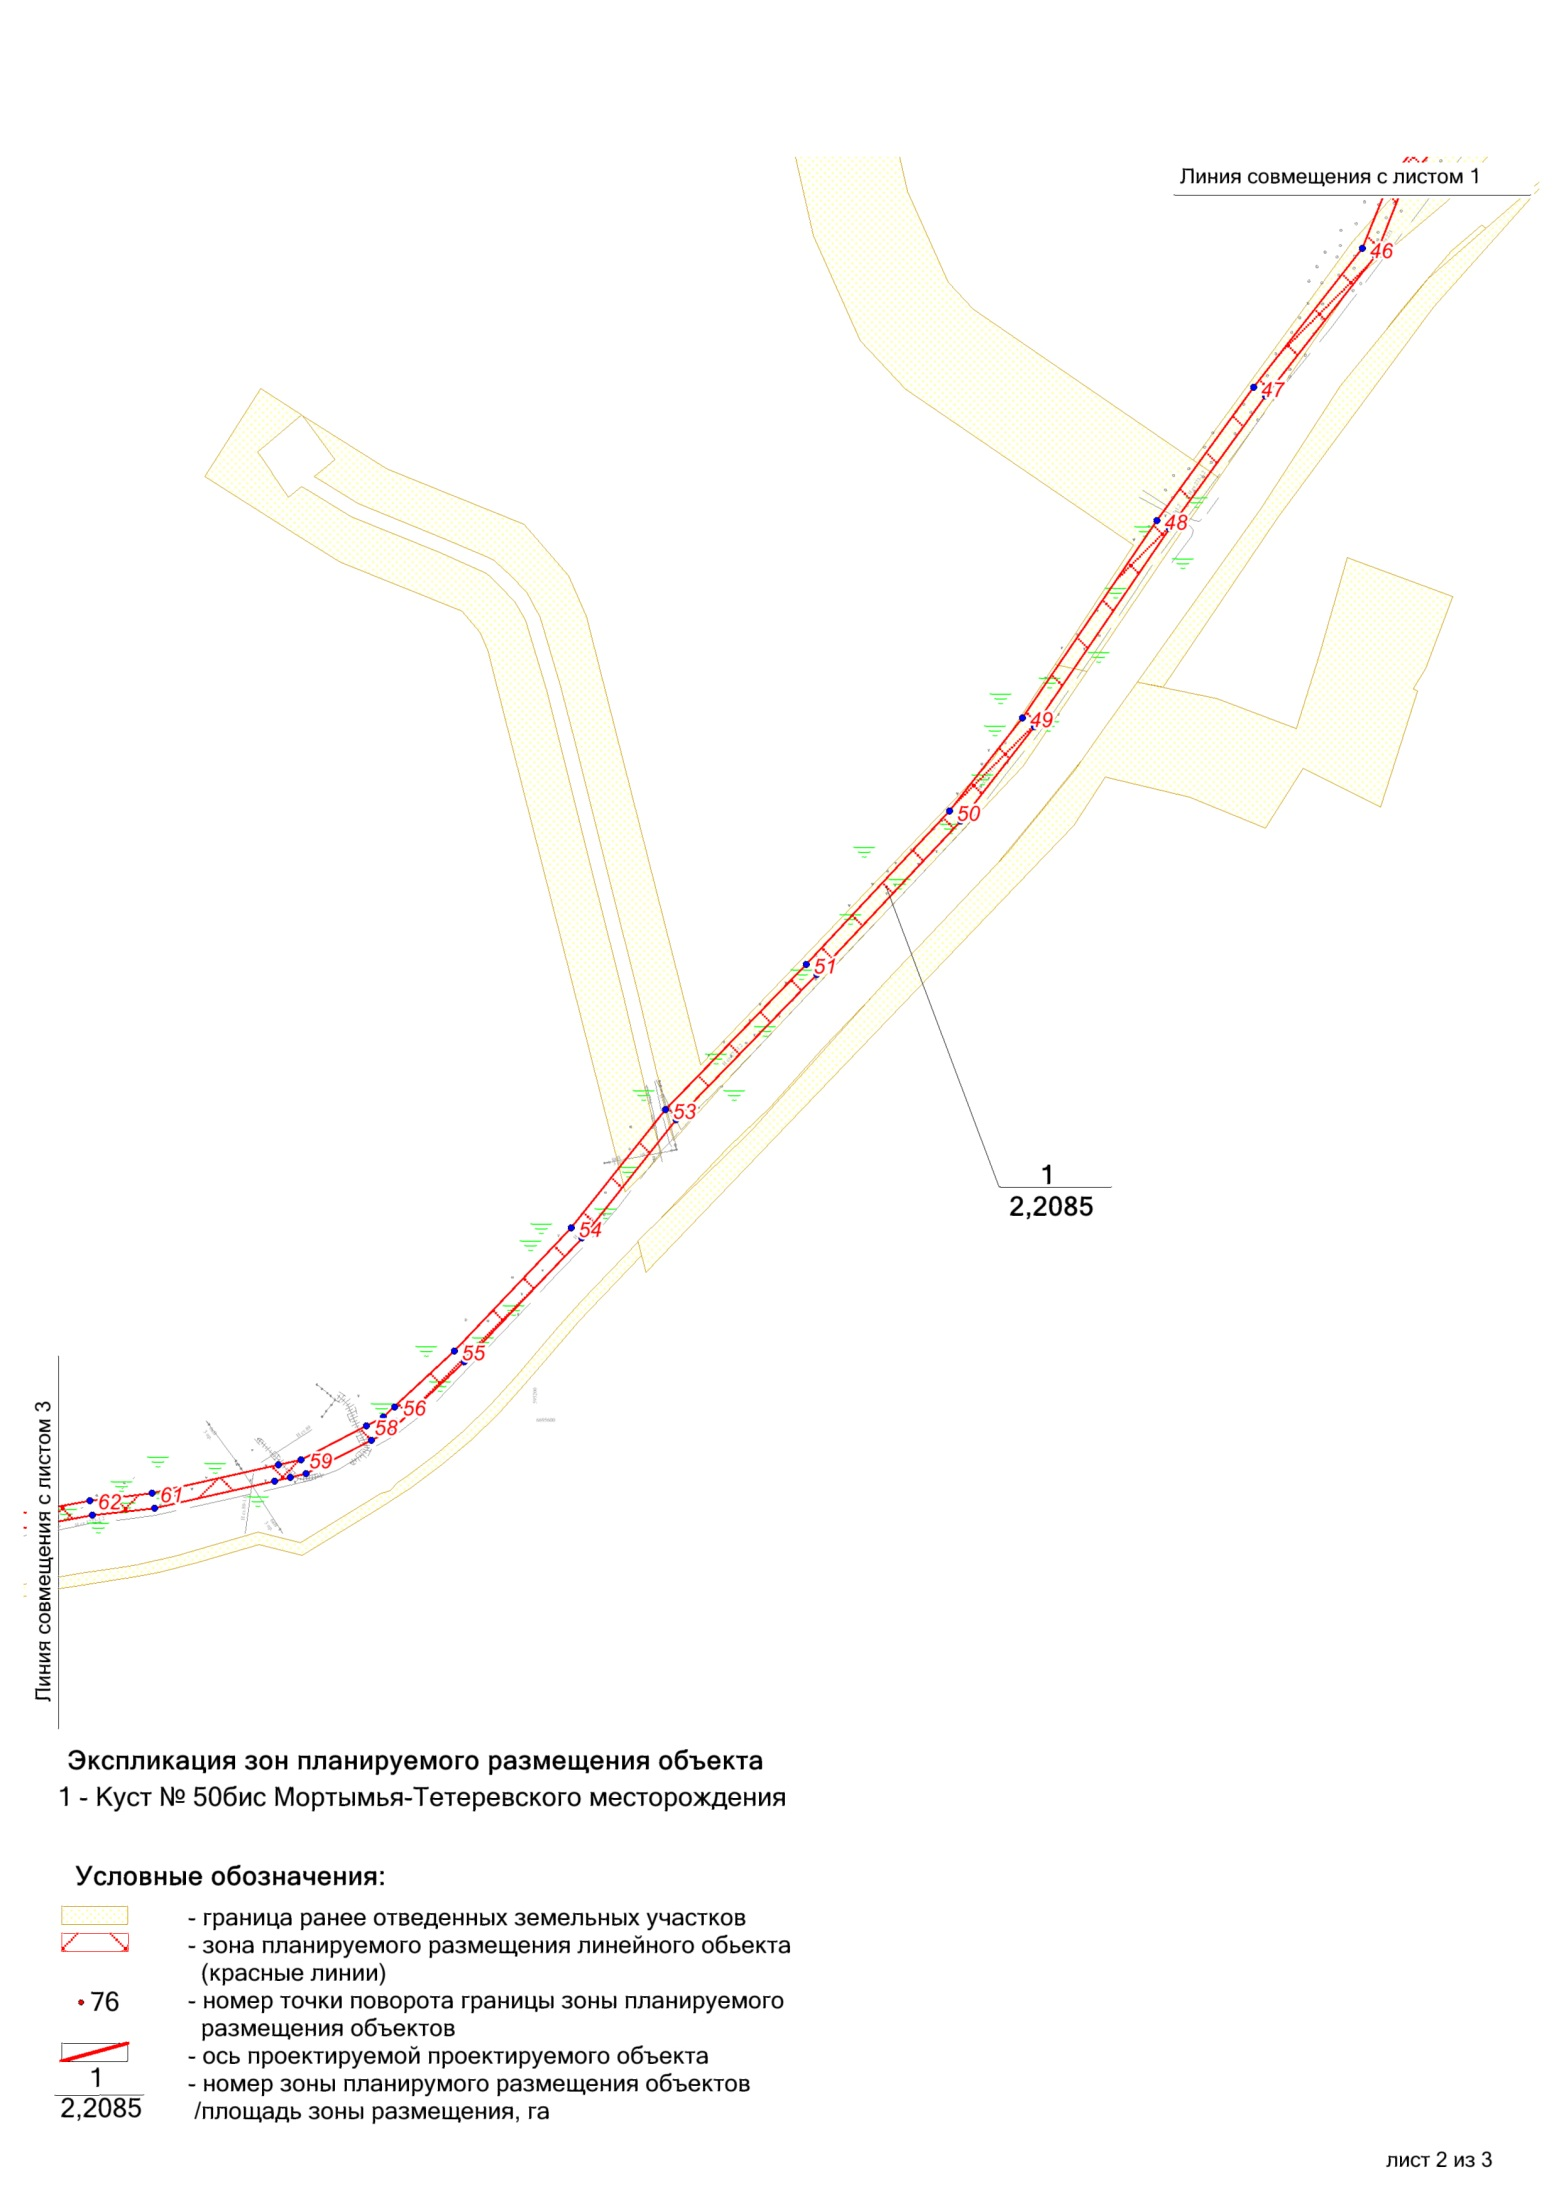 Линия совмещения с листом 1
46
47
48
49
50
51
53
1
2,2085
54
55
56
58
59
61
62
Линия совмещения с листом 3
Экспликация зон планируемого размещения объекта
1 - Куст № 50бис Мортымья-Тетеревского месторождения
Условные обозначения:
- граница ранее отведенных земельных участков
- зона планируемого размещения линейного обьекта
(красные линии)
76
- номер точки поворота границы зоны планируемого
размещения объектов
- ось проектируемой проектируемого объекта
1
2,2085
- номер зоны планирумого размещения объектов
/площадь зоны размещения, га
лист 2 из 3